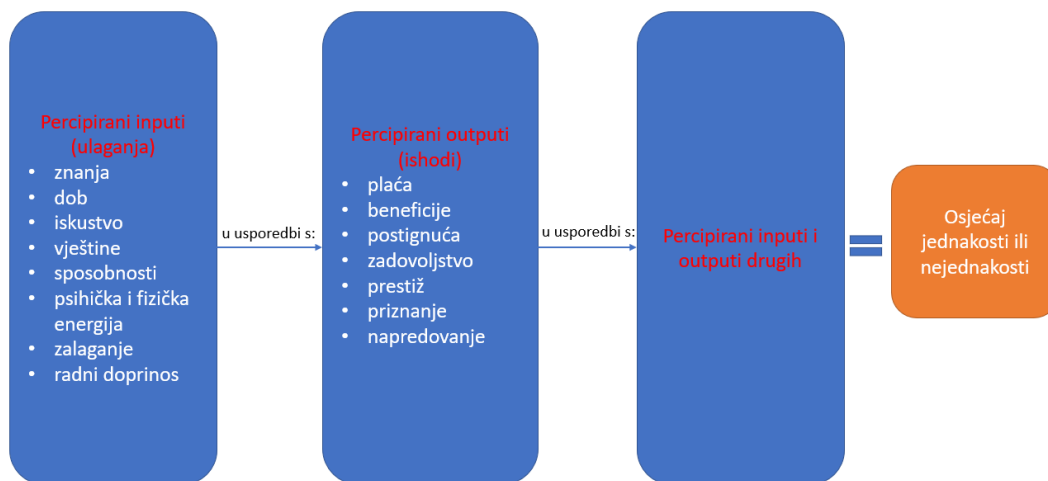 Percipirani inputi
(ulaganja)
• znanja
• dob
• iskustvo
• vještine
• sposobnosti
• psihička i fizička
energija
• zalaganje
• radni doprinos
u usporedbi s:
Percipirani outputi
(ishodi)
• plaća
• beneficije
• postignuća
• zadovoljstvo
• prestiž
• priznanje
• napredovanje
u usporedbi s:
Percipirani inputi i
outputi drugih
Osjećaj
jednakosti ili
nejednakosti